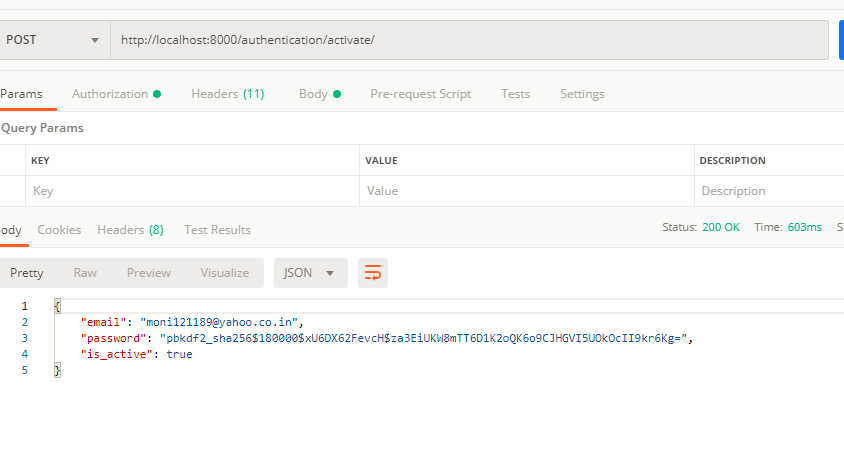 POST http://localhost:8000/authentication/activate/
Params Authorization Headers (11) Body Pre-request Script Tests Settings
Query Params
KEY VALUE DESCRIPTION
Key Value Description
ody Cookies Headers (8) Test Results Status: 200 OK Time: 603ms S
Pretty Raw Preview Visualize JSON
1 {
2 "email": "moni121189@yahoo.co.in",
3 "password": "pbkdf2_sha256$180000$xU6DX62FevcH$za3EiUKW8mTT6D1K2oQK6o9CJHGVI5UOkOcII9kr6Kg=",
4 "is_active": true
5 }